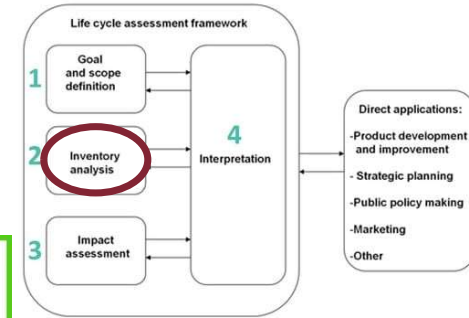 Life cycle assessment framework
1
Goal
and scope
definition
2
Inventory
analysis
3
Impact
assessment
4
Interpretation
Direct applications:
-Product development
and improvement
- Strategic planning
-Public policy making
-Marketing
-Other